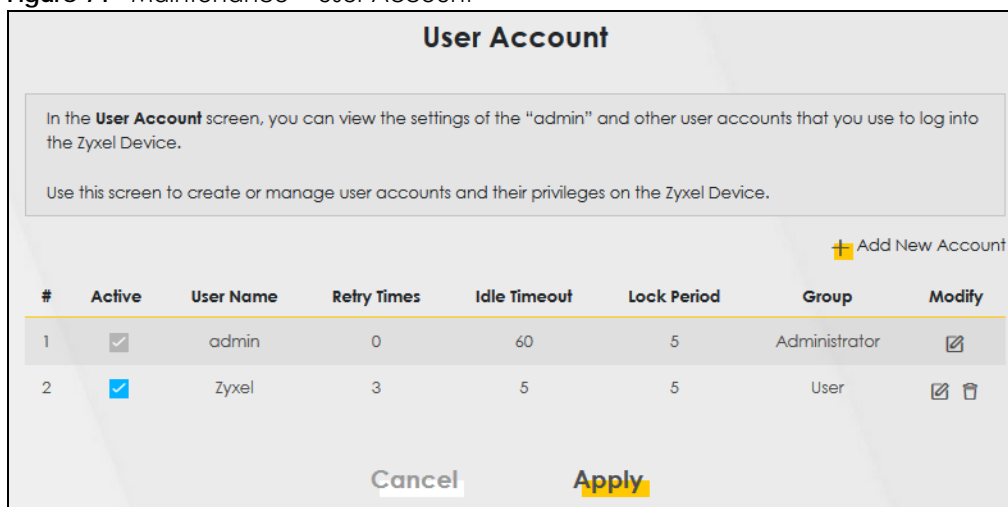 User Account
In the User Account screen, you can view the settings of the “admin” and other user accounts that you use to log into
the Zyxel Device.
Use this screen to create or manage user accounts and their privileges on the Zyxel Device.
+ Add New Account
# Active User Name Retry Times Idle Timeout Lock Period Group Modify
1 admin 0 60 5 Administrator
2 Zyxel 3 5 5 User
Cancel Apply